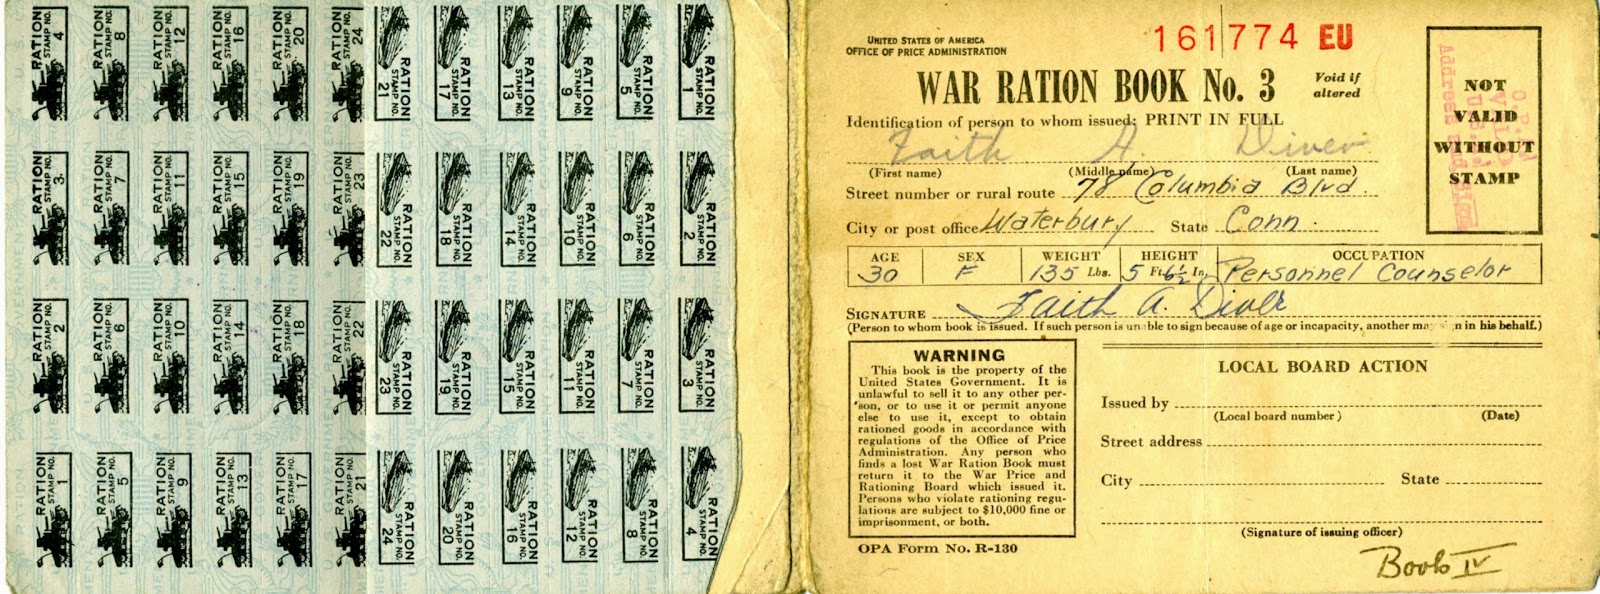 RATION STAMP NO. 4
RATION STAMP NO. 8
RATION STAMP NO. 12
RATION STAMP NO. 16
RATION STAMP NO. 20
RATION STAMP NO. 24
RATION STAMP NO. 21
RATION STAMP NO. 17
RATION STAMP NO. 13
RATION STAMP NO. 9
RATION STAMP NO. 5
RATION STAMP NO. 1
RATION STAMP NO. 3
RATION STAMP NO. 7
RATION STAMP NO. 11
RATION STAMP NO. 15
RATION STAMP NO. 19
RATION STAMP NO. 23
RATION STAMP NO. 22
RATION STAMP NO. 18
RATION STAMP NO. 14
RATION STAMP NO. 10
RATION STAMP NO. 6
RATION STAMP NO. 2
RATION STAMP NO. 2
RATION STAMP NO. 6
RATION STAMP NO. 10
RATION STAMP NO. 14
RATION STAMP NO. 18
RATION STAMP NO. 22
RATION STAMP NO. 23
RATION STAMP NO. 19
RATION STAMP NO. 15
RATION STAMP NO. 11
RATION STAMP NO. 7
RATION STAMP NO. 3
RATION STAMP NO. 1
RATION STAMP NO. 5
RATION STAMP NO. 9
RATION STAMP NO. 13
RATION STAMP NO. 17
RATION STAMP NO. 21
RATION STAMP NO. 24
RATION STAMP NO. 20
RATION STAMP NO. 16
RATION STAMP NO. 12
RATION STAMP NO. 8
RATION STAMP NO. 4
UNITED STATES OF AMERICA
OFFICE OF PRICE ADMINISTRATION
161774 EU
WAR RATION BOOK No. 3
Void if
altered
NOT
VALID
WITHOUT
STAMP
Identification of person to whom issued: PRINT IN FULL
Faith A. Diver
(First name) (Middle name) (Last name)
Street number or rural route 78 Columbia Blvd.
City or post office Waterbury State Conn.
AGE SEX WEIGHT HEIGHT OCCUPATION
30 F 135 Lbs. 5 Ft. 6½ In. Personnel Counselor
SIGNATURE Faith A. Diver
(Person to whom book is issued. If such person is unable to sign because of age or incapacity, another may sign in his behalf.)
WARNING
This book is the property of the
United States Government. It is
unlawful to sell it to any other per-
son, or to use it or permit anyone
else to use it, except to obtain
rationed goods in accordance with
regulations of the Office of Price
Administration. Any person who
finds a lost War Ration Book must
return it to the War Price and
Rationing Board which issued it.
Persons who violate rationing regu-
lations are subject to $10,000 fine or
imprisonment, or both.
OPA Form No. R-130
LOCAL BOARD ACTION
Issued by
(Local board number) (Date)
Street address
City State
(Signature of issuing officer)
Book IV